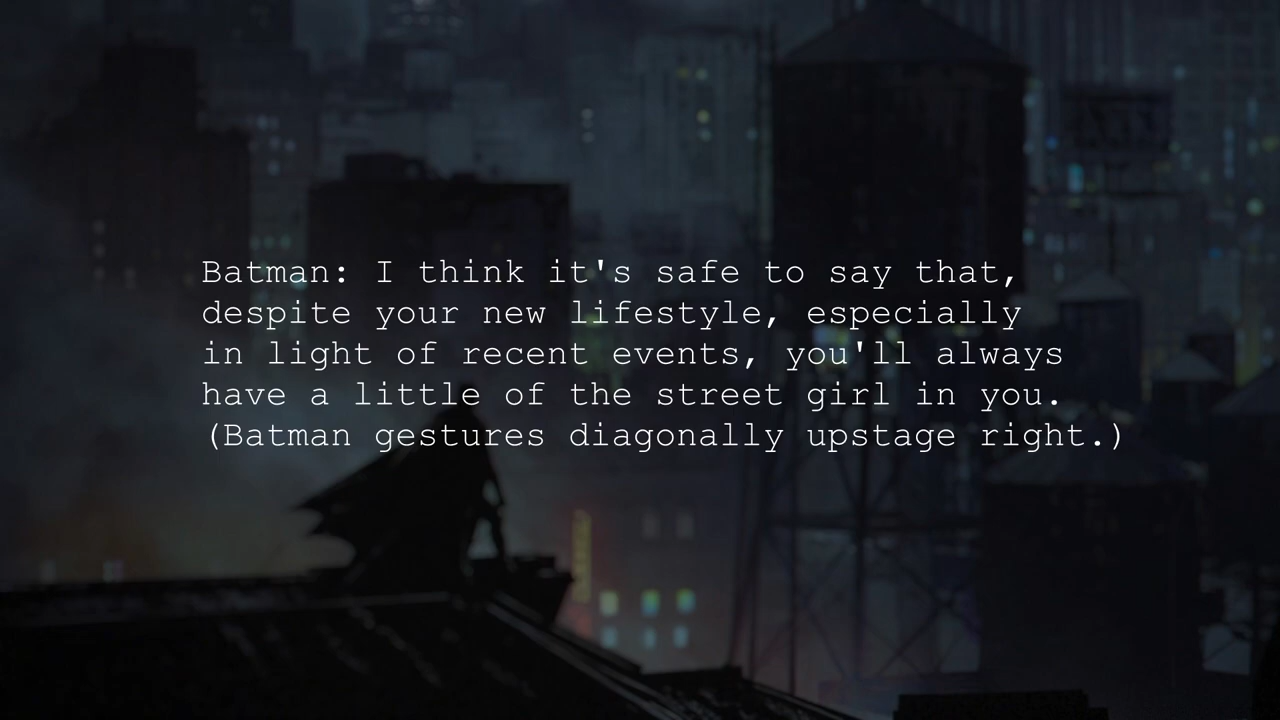 Batman: I think it's safe to say that,
despite your new lifestyle, especially
in light of recent events, you'll always
have a little of the street girl in you.
(Batman gestures diagonally upstage right.)